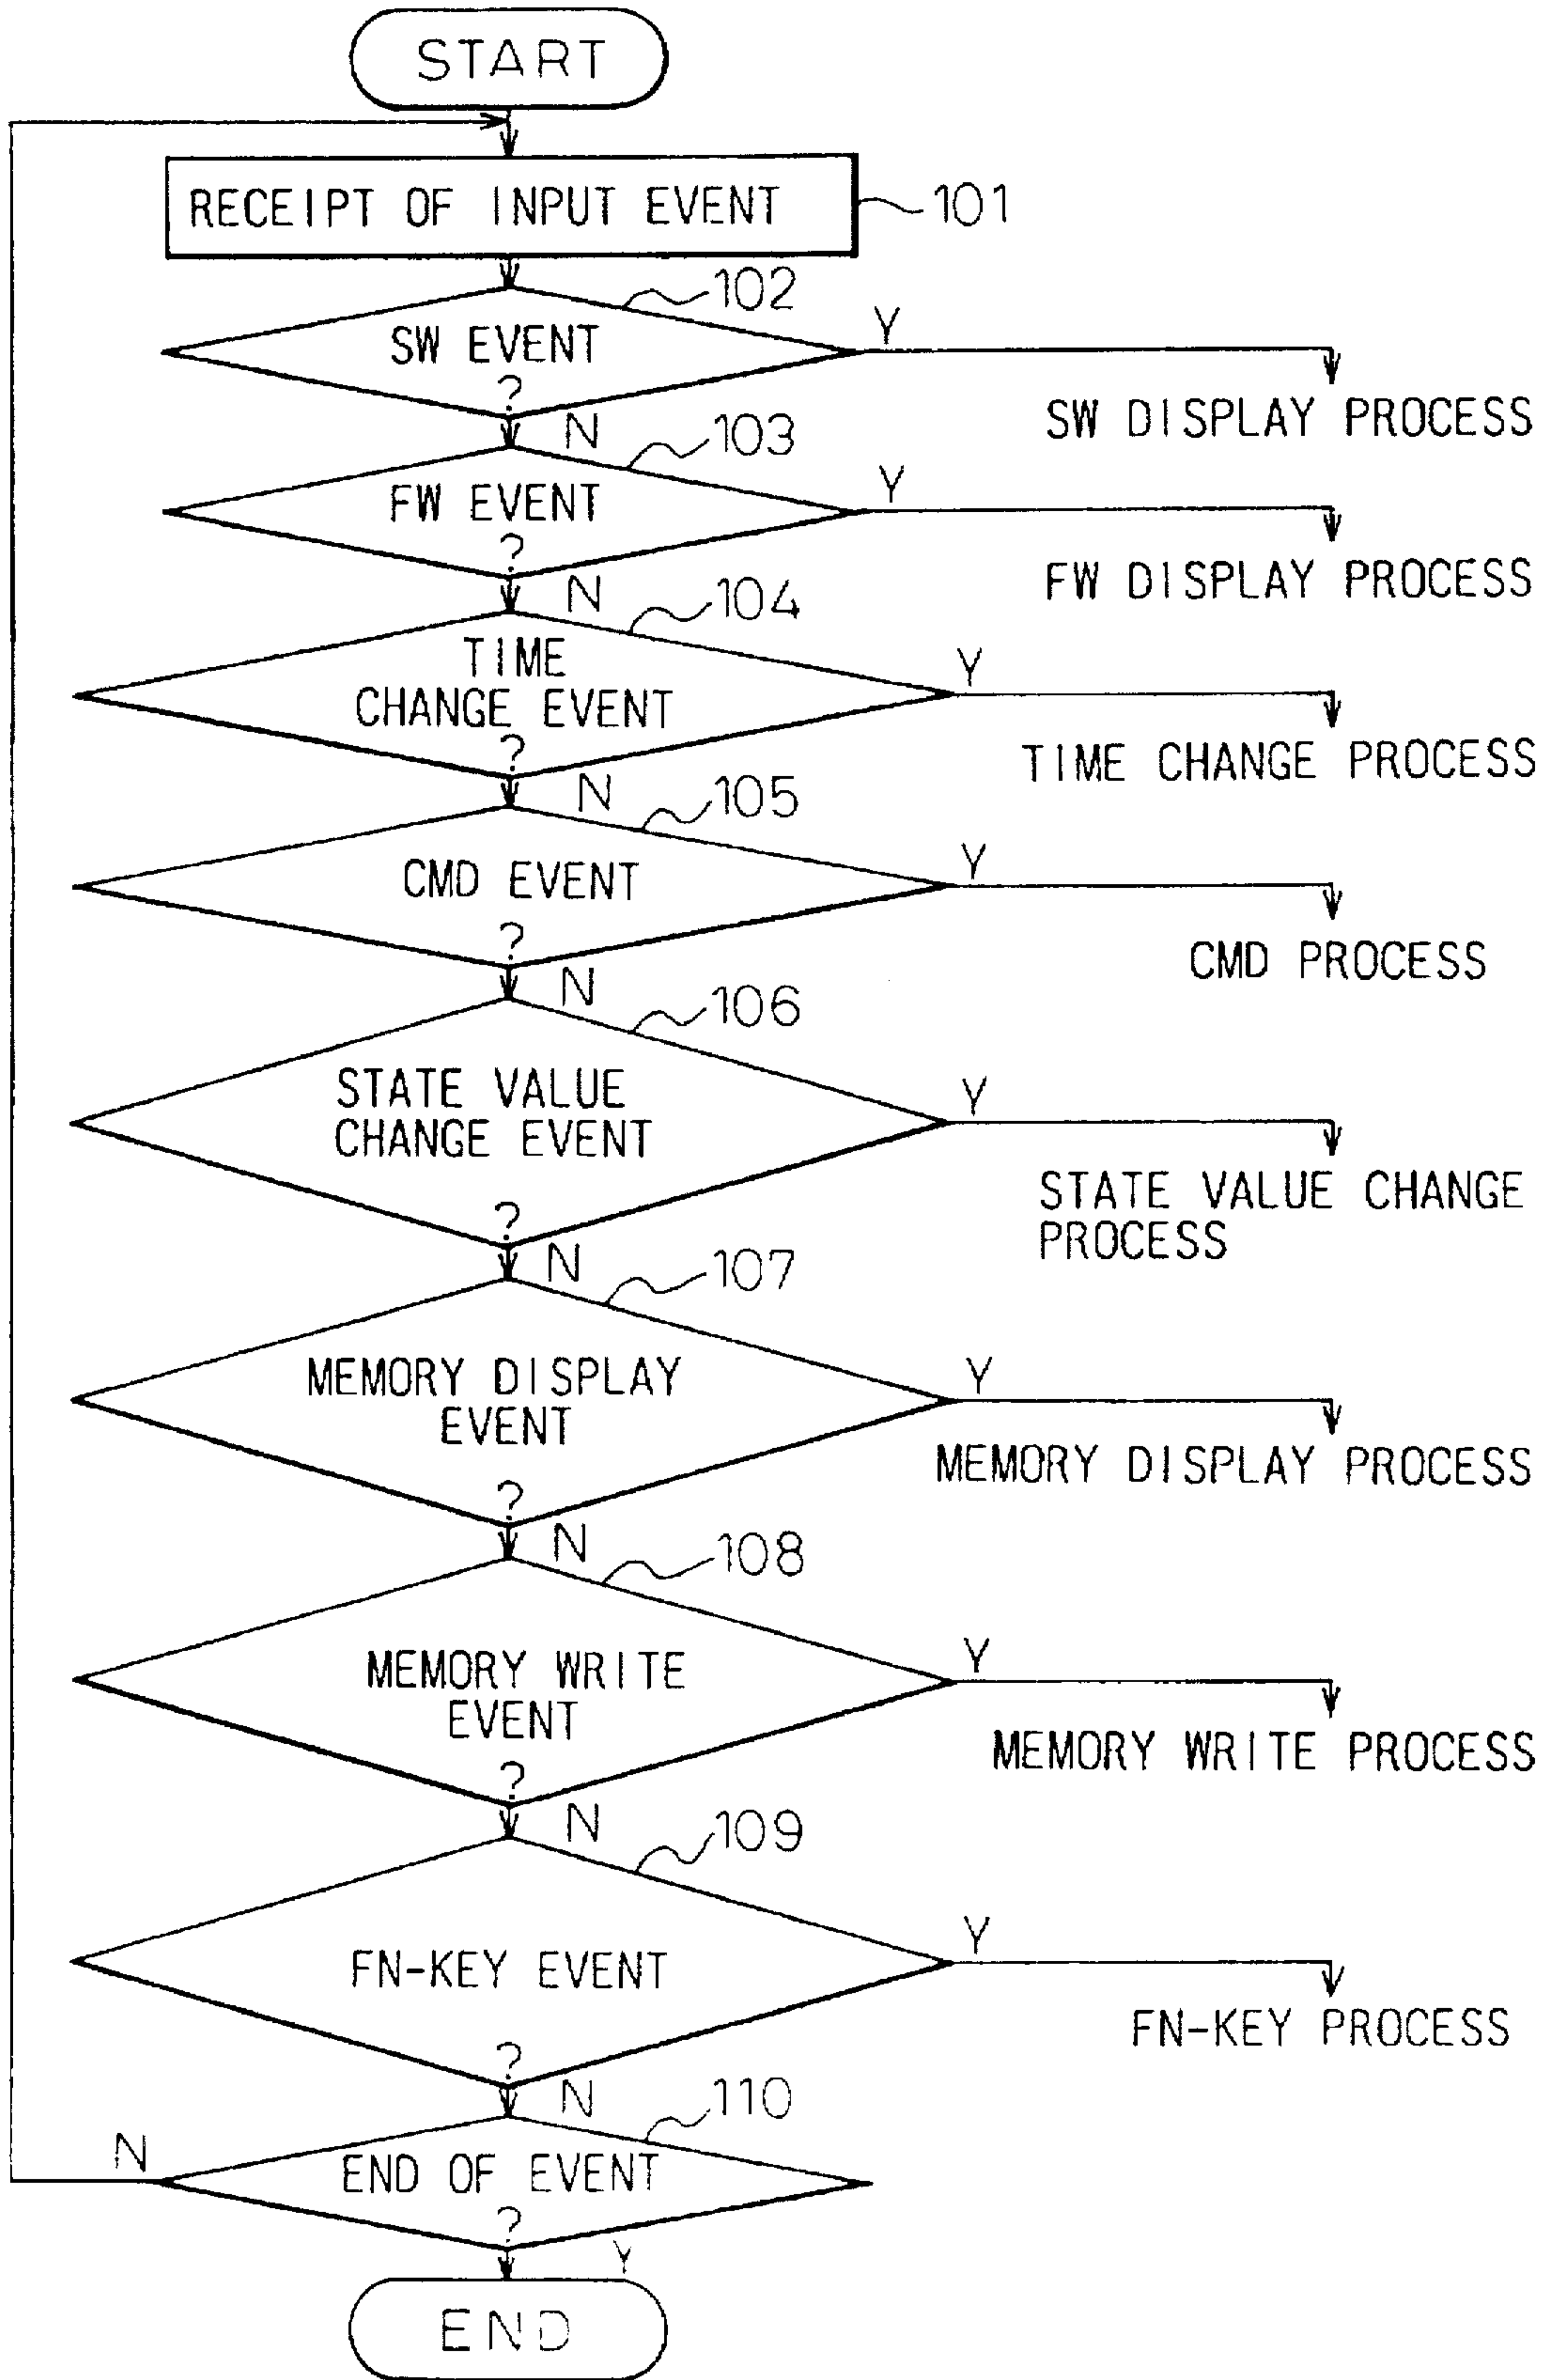 START
RECEIPT OF INPUT EVENT
101
102
SW EVENT
?
Y
N
SW DISPLAY PROCESS
103
FW EVENT
?
Y
N
FW DISPLAY PROCESS
104
TIME
CHANGE EVENT
?
Y
N
TIME CHANGE PROCESS
105
CMD EVENT
?
Y
N
CMD PROCESS
106
STATE VALUE
CHANGE EVENT
?
Y
N
STATE VALUE CHANGE
PROCESS
107
MEMORY DISPLAY
EVENT
?
Y
N
MEMORY DISPLAY PROCESS
108
MEMORY WRITE
EVENT
?
Y
N
MEMORY WRITE PROCESS
109
FN-KEY EVENT
?
Y
N
FN-KEY PROCESS
110
N
END OF EVENT
?
Y
END